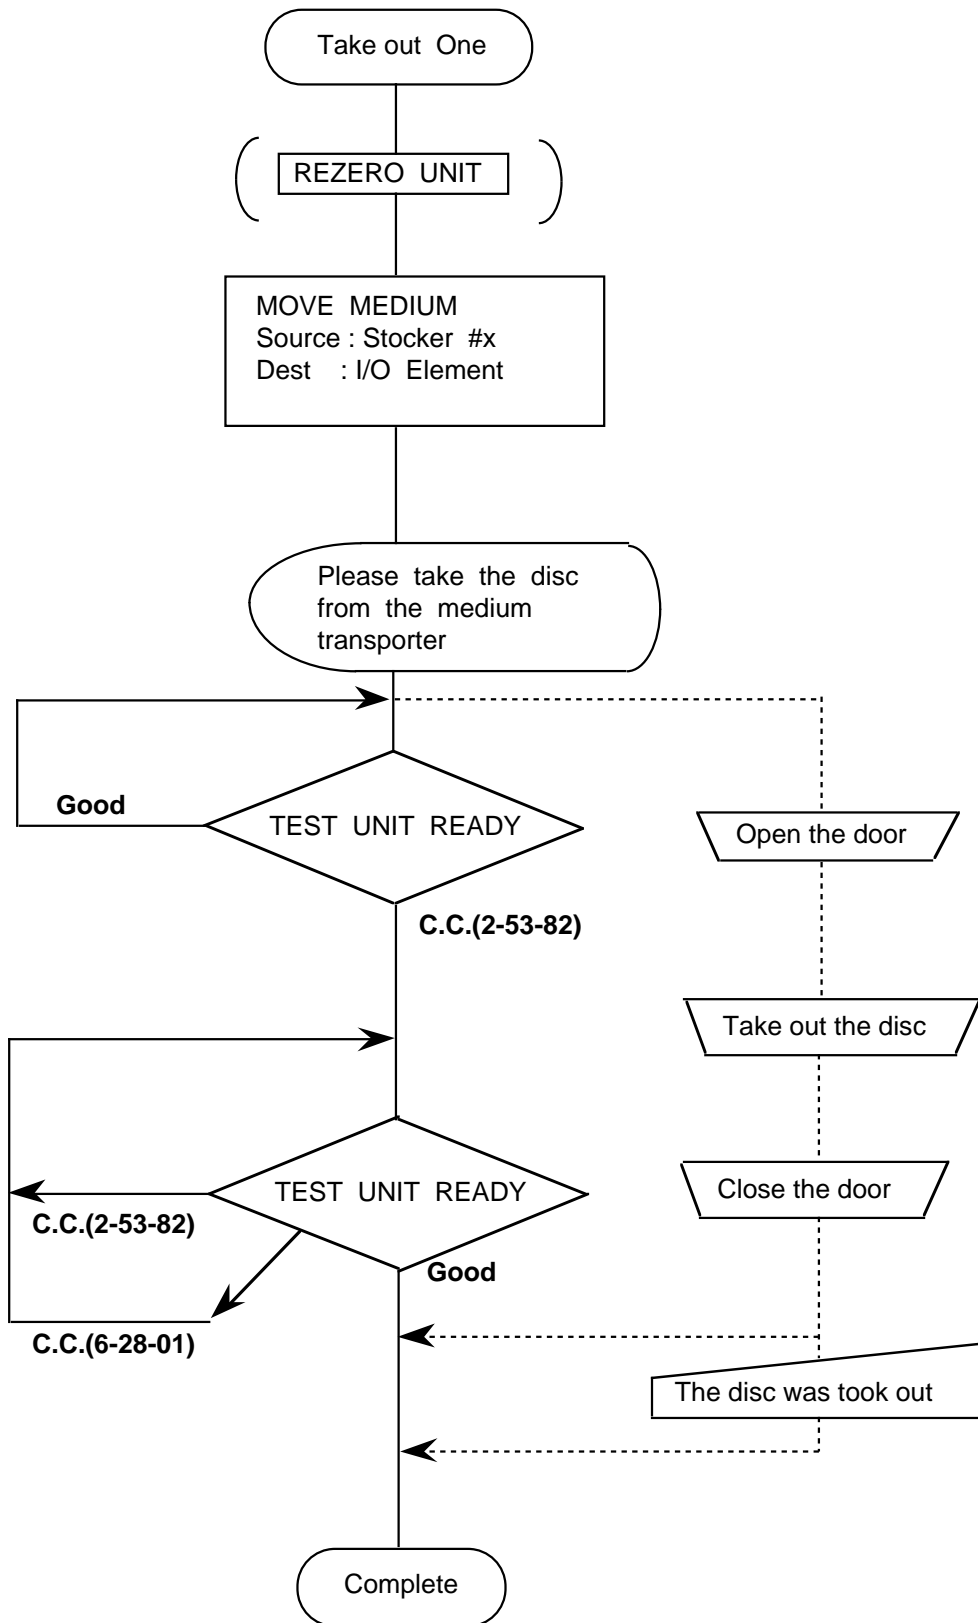 Take out One
REZERO UNIT
MOVE MEDIUM
Source : Stocker #x
Dest : I/O Element
Please take the disc
from the medium
transporter
Good
TEST UNIT READY
C.C.(2-53-82)
Open the door
Take out the disc
TEST UNIT READY
Close the door
C.C.(2-53-82)
Good
C.C.(6-28-01)
The disc was took out
Complete